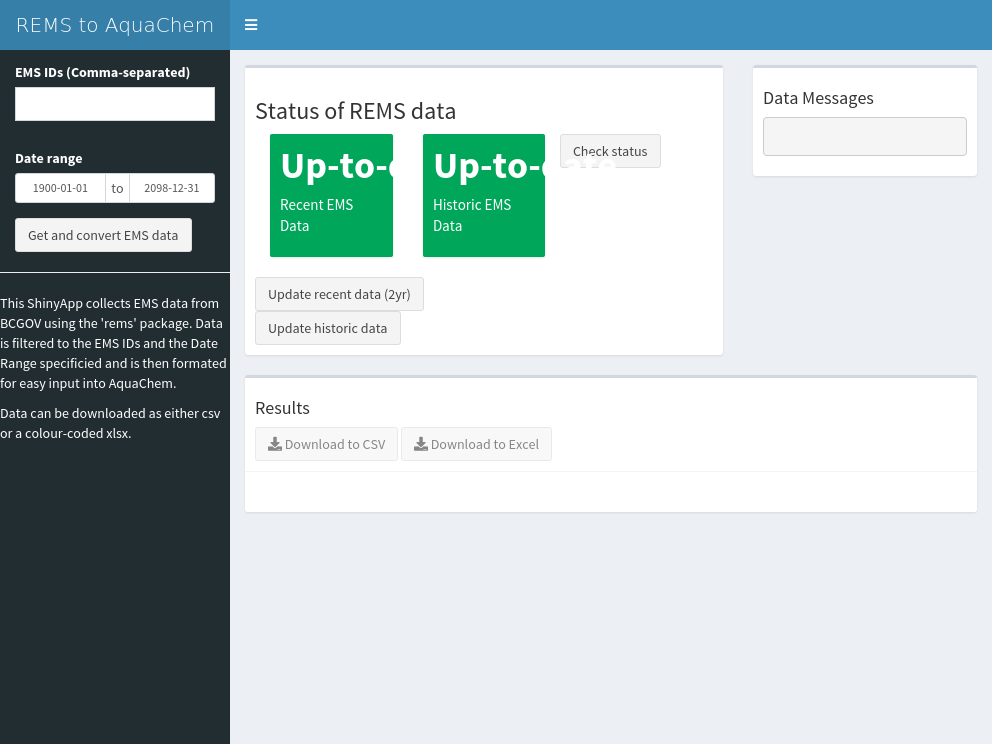 REMS to AquaChem
EMS IDs (Comma-separated)
Date range
1900-01-01 to 2098-12-31
Get and convert EMS data
This ShinyApp collects EMS data from
BCGOV using the 'rems' package. Data
is filtered to the EMS IDs and the Date
Range specificied and is then formated
for easy input into AquaChem.
Data can be downloaded as either csv
or a colour-coded xlsx.
Status of REMS data
Up-to-d
Recent EMS
Data
Up-to-date
Historic EMS
Data
Check status
Update recent data (2yr)
Update historic data
Data Messages
Results
Download to CSV
Download to Excel